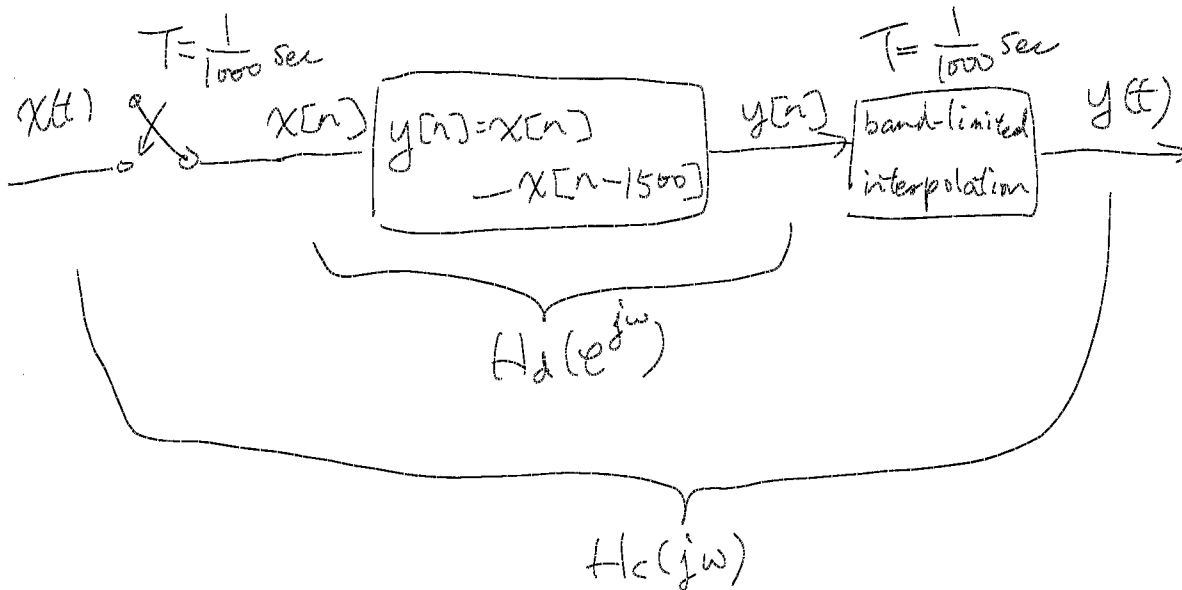 T=1/1000 sec
T=1/1000 sec
x(t)
x[n]
y[n]=x[n]
-x[n-1500]
y[n]
band-limited
interpolation
y(t)
Hd(e^jω)
Hc(jω)